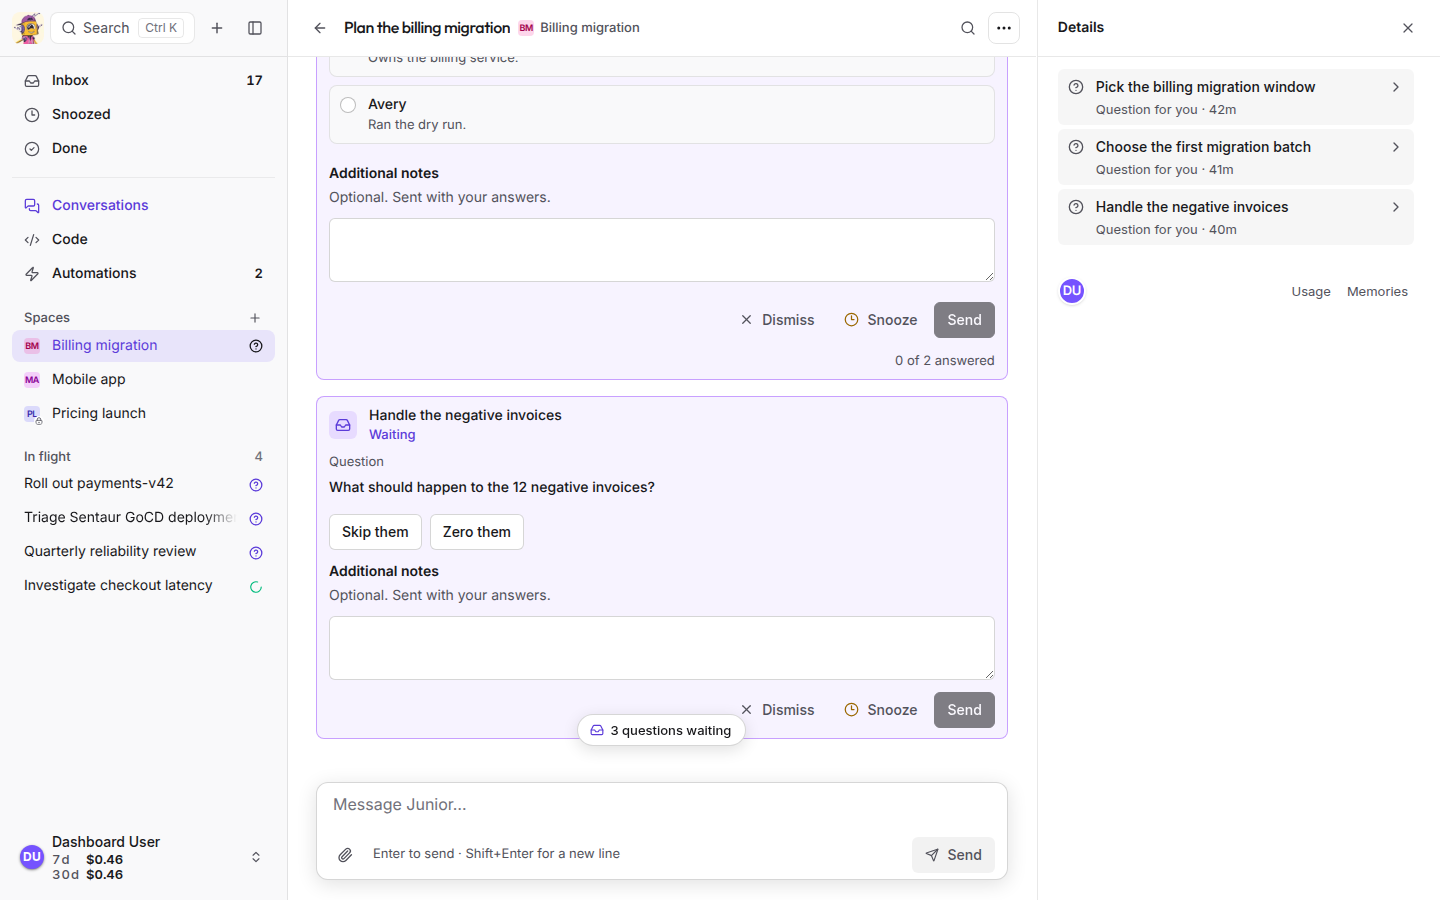 Search Ctrl K
Inbox 17
Snoozed
Done
Conversations
Code
Automations 2
Spaces
BM Billing migration
MA Mobile app
PL Pricing launch
In flight 4
Roll out payments-v42
Triage Sentaur GoCD deployme
Quarterly reliability review
Investigate checkout latency
DU Dashboard User
7d $0.46
30d $0.46
Plan the billing migration BM Billing migration
Owns the billing service.
Avery
Ran the dry run.
Additional notes
Optional. Sent with your answers.
Dismiss Snooze Send
0 of 2 answered
Handle the negative invoices
Waiting
Question
What should happen to the 12 negative invoices?
Skip them Zero them
Additional notes
Optional. Sent with your answers.
Dismiss Snooze Send
3 questions waiting
Message Junior...
Enter to send · Shift+Enter for a new line Send
Details
Pick the billing migration window
Question for you · 42m
Choose the first migration batch
Question for you · 41m
Handle the negative invoices
Question for you · 40m
DU Usage Memories